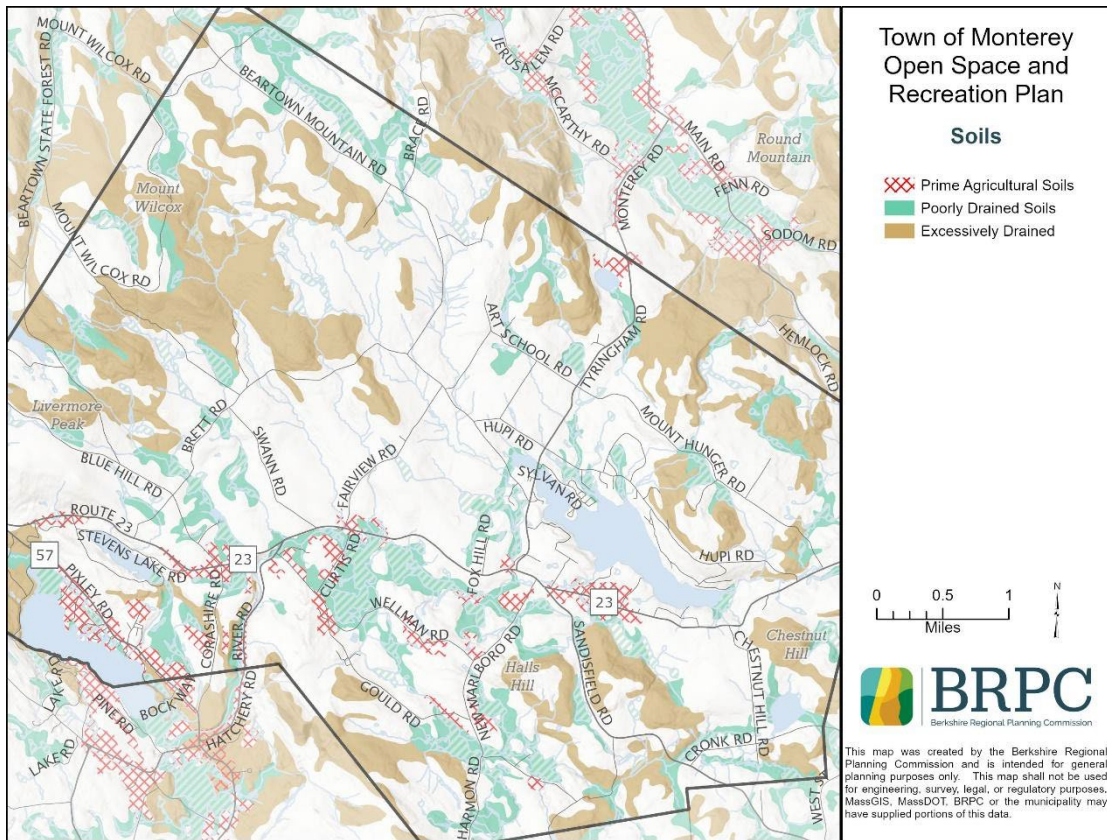 MOUNT WILCOX RD
BEARTOWN STATE FOREST RD
BEARTOWN MOUNTAIN RD
BRACE RD
JERUSALEM RD
MCCARTHY RD
MONTEREY RD
MAIN RD
Round
Mountain
FENN RD
SODOM RD
Mount
Wilcox
MOUNT WILCOX RD
ART SCHOOL RD
TYRINGHAM RD
HEMLOCK RD
Livermore
Peak
BRETT RD
SWANN RD
BLUE HILL RD
FAIRVIEW RD
HUPI RD
SYLVAN RD
MOUNT HUNGER RD
HUPI RD
ROUTE 23
57
STEVENS LAKE RD
23
PIXLEY RD
CORASHIRE RD
RIVER RD
CURTIS RD
WELLMAN RD
FOX HILL RD
23
SANDISFIELD RD
CHESTNUT HILL RD
Chestnut
Hill
Halls
Hill
LAKE RD
PINE RD
BOCK WAY
HATCHERY RD
GOULD RD
NEW MARLBORO RD
LAKE RD
HARMON RD
CRONK RD
Town of Monterey
Open Space and
Recreation Plan
Soils
Prime Agricultural Soils
Poorly Drained Soils
Excessively Drained
0 0.5 1
Miles
N
BRPC
Berkshire Regional Planning Commission
This map was created by the Berkshire Regional
Planning Commission and is intended for general
planning purposes only. This map shall not be used
for engineering, survey, legal, or regulatory purposes.
MassGIS, MassDOT, BRPC or the municipality may
have supplied portions of this data.